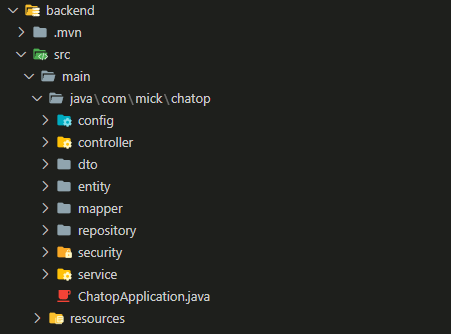 backend
.mvn
src
main
java\com\mick\chatop
config
controller
dto
entity
mapper
repository
security
service
ChatopApplication.java
resources